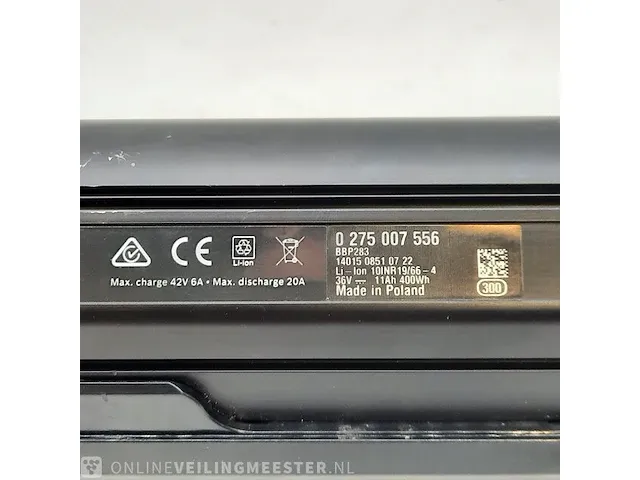 CE
Li-Ion
Max. charge 42V 6A • Max. discharge 20A
0 275 007 556
BBP283
14015 0851 07 22
Li-Ion 10INR19/66-4
36V ⎓ 11Ah 400Wh
Made in Poland
300
ONLINEVEILINGMEESTER.NL